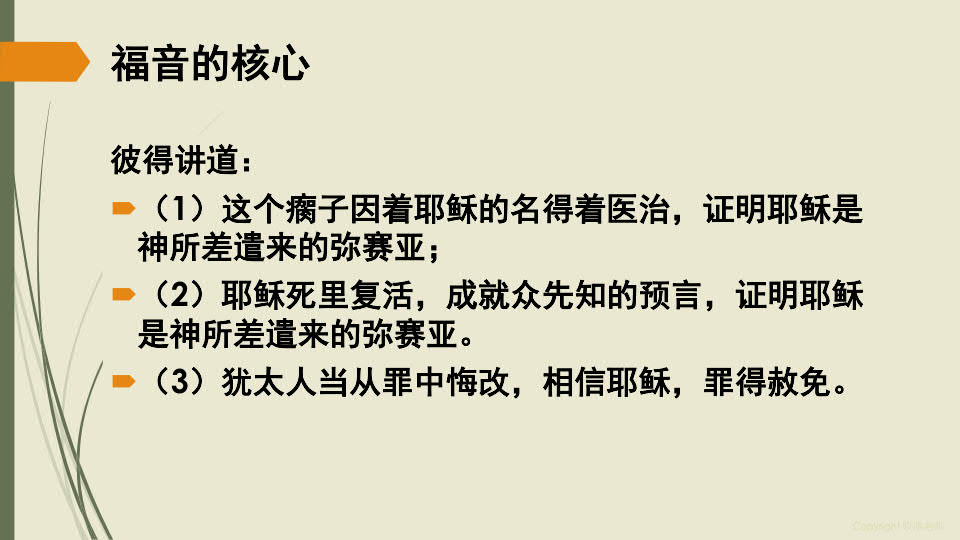 福音的核心
彼得讲道：
（1）这个瘸子因着耶稣的名得着医治，证明耶稣是
神所差遣来的弥赛亚；
（2）耶稣死里复活，成就众先知的预言，证明耶稣
是神所差遣来的弥赛亚。
（3）犹太人当从罪中悔改，相信耶稣，罪得赦免。
Copyright